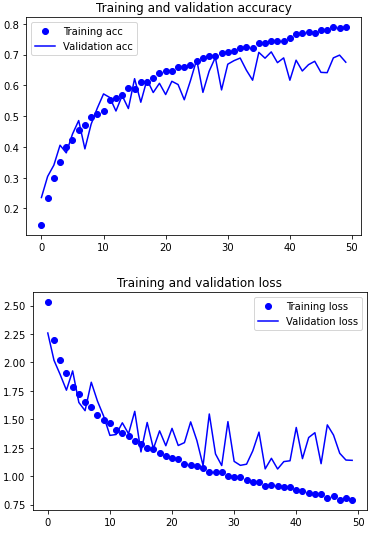 Training and validation accuracy
0.8
0.7
0.6
0.5
0.4
0.3
0.2
Training acc
Validation acc
0 10 20 30 40 50
Training and validation loss
2.50
2.25
2.00
1.75
1.50
1.25
1.00
0.75
Training loss
Validation loss
0 10 20 30 40 50